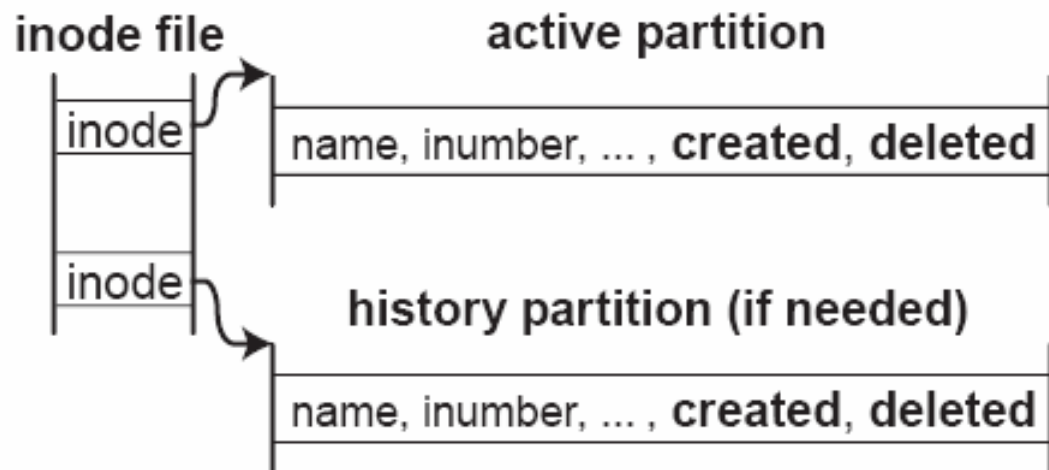 inode file
active partition
inode
name, inumber, ... , created, deleted
inode
history partition (if needed)
name, inumber, ... , created, deleted